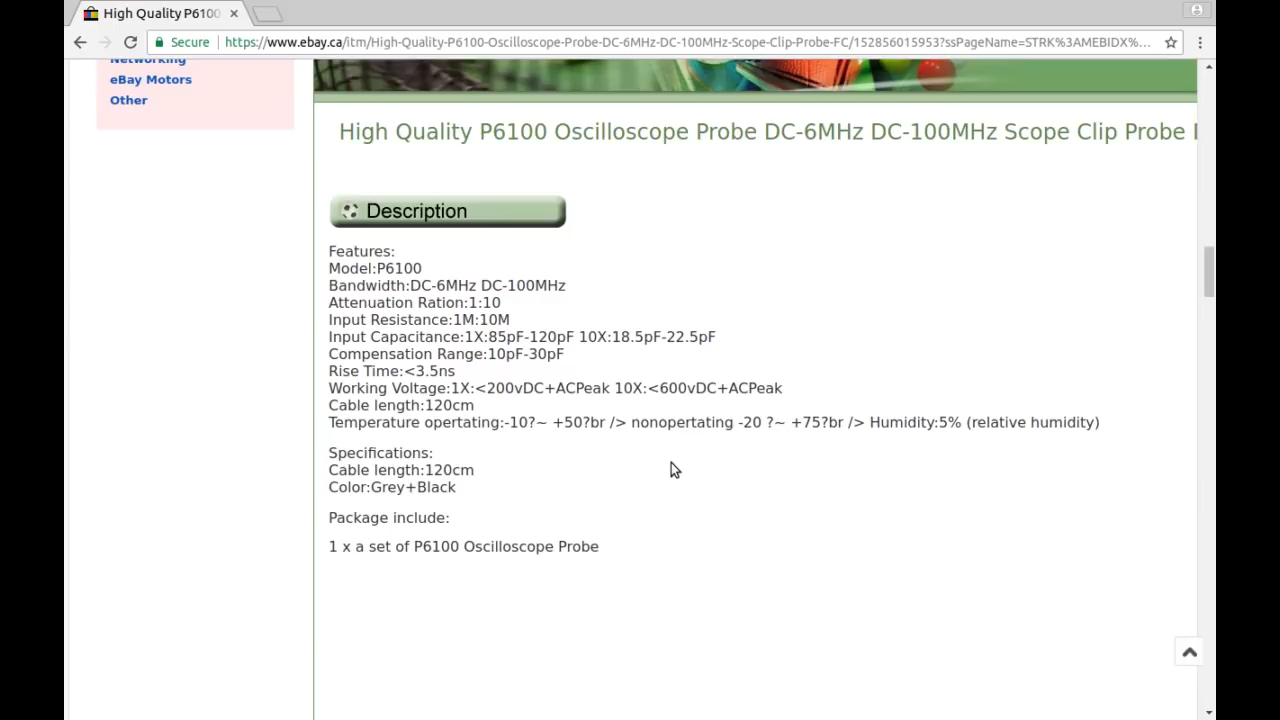 High Quality P6100
Secure
https://www.ebay.ca/itm/High-Quality-P6100-Oscilloscope-Probe-DC-6MHz-DC-100MHz-Scope-Clip-Probe-FC/152856015953?ssPageName=STRK%3AMEBIDX%...
Networking
eBay Motors
Other
High Quality P6100 Oscilloscope Probe DC-6MHz DC-100MHz Scope Clip Probe
Description
Features:
Model:P6100
Bandwidth:DC-6MHz DC-100MHz
Attenuation Ration:1:10
Input Resistance:1M:10M
Input Capacitance:1X:85pF-120pF 10X:18.5pF-22.5pF
Compensation Range:10pF-30pF
Rise Time:<3.5ns
Working Voltage:1X:<200vDC+ACPeak 10X:<600vDC+ACPeak
Cable length:120cm
Temperature opertating:-10?~ +50?br /> nonopertating -20 ?~ +75?br /> Humidity:5% (relative humidity)
Specifications:
Cable length:120cm
Color:Grey+Black
Package include:
1 x a set of P6100 Oscilloscope Probe